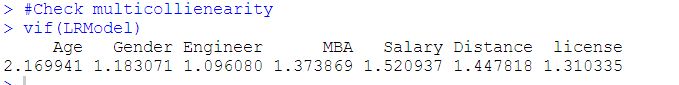 > #Check multicollienearity
> vif(LRModel)
Age Gender Engineer MBA Salary Distance license
2.169941 1.183071 1.096080 1.373869 1.520937 1.447818 1.310335
>